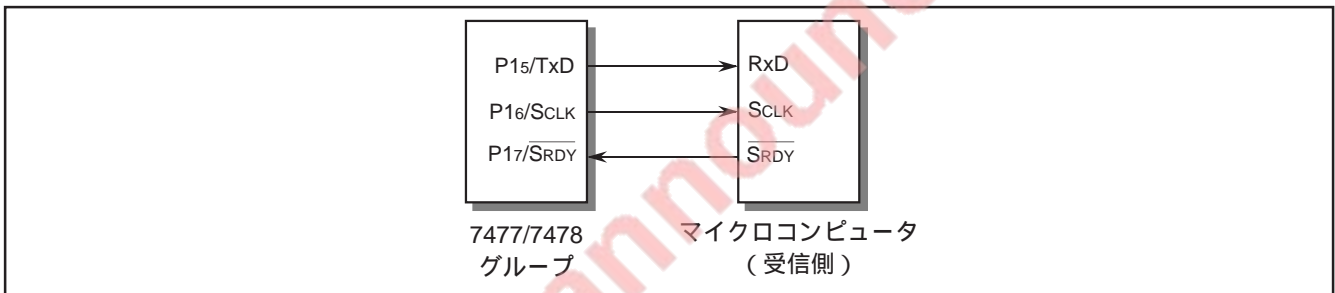 P15/TxD
P16/SCLK
P17/SRDY
RxD
SCLK
SRDY
7477/7478
グループ
マイクロコンピュータ
(受信側)